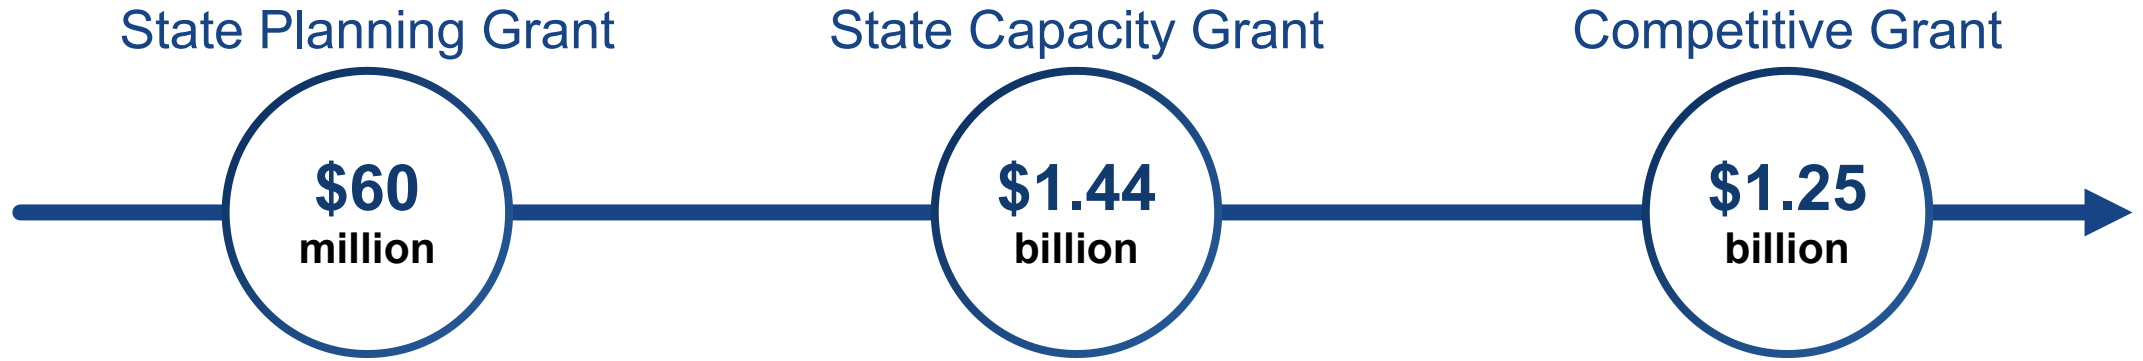 State Planning Grant
$60
million
State Capacity Grant
$1.44
billion
Competitive Grant
$1.25
billion